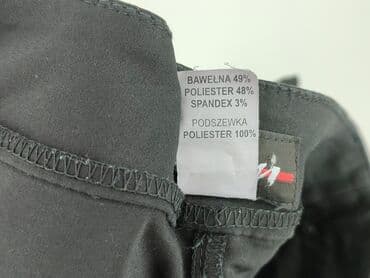 BAWEŁNA 49%
POLIESTER 48%
SPANDEX 3%
PODSZEWKA
POLIESTER 100%